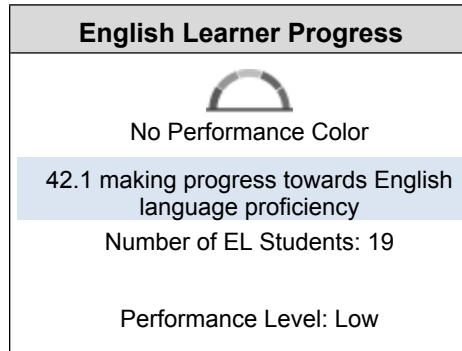 English Learner Progress
No Performance Color
42.1 making progress towards English
language proficiency
Number of EL Students: 19
Performance Level: Low